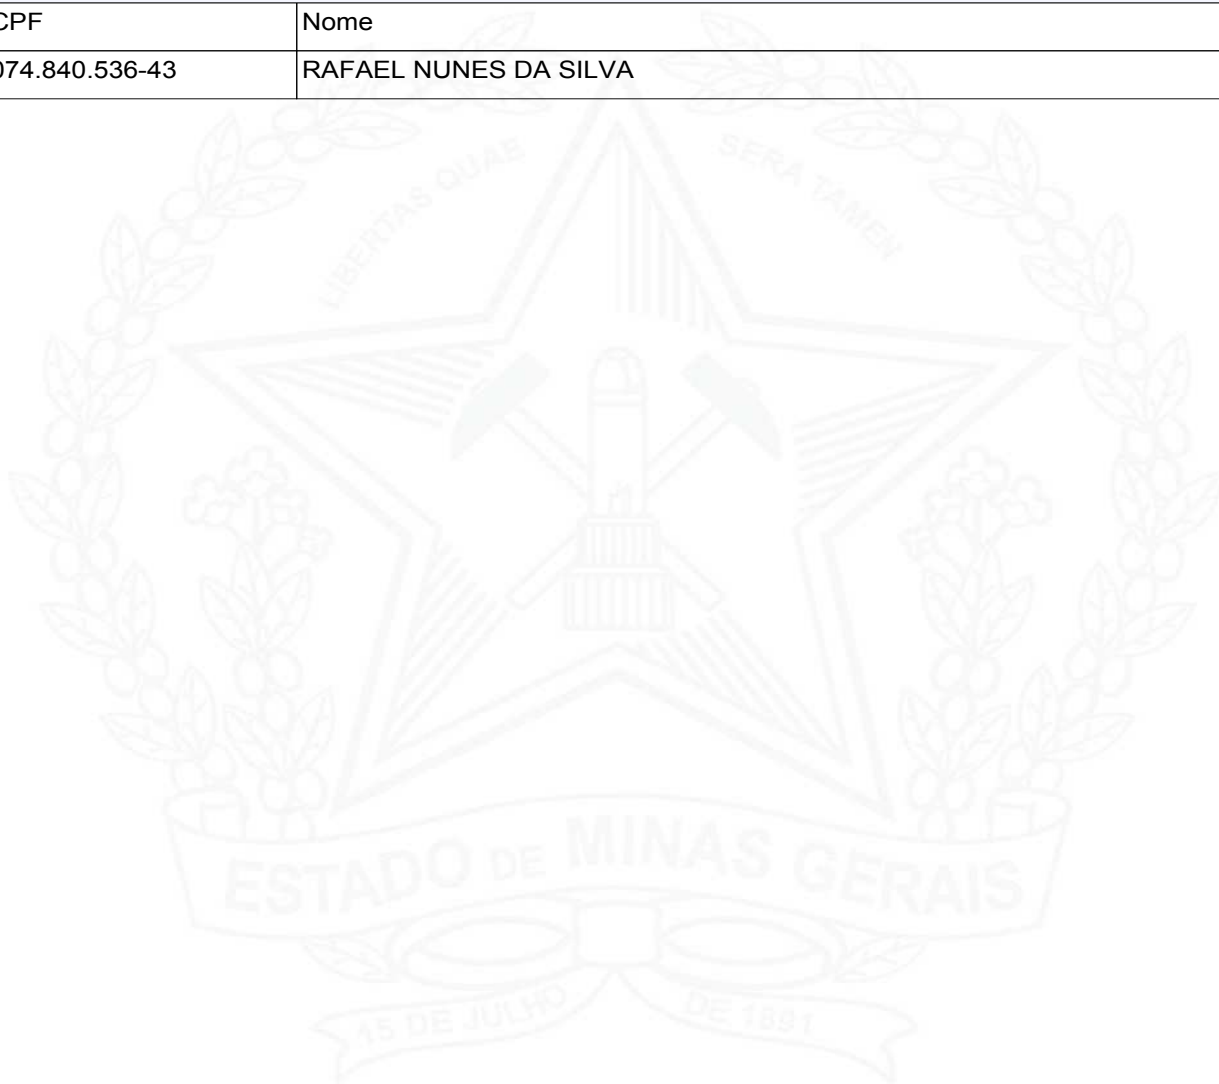 CPF Nome
074.840.536-43 RAFAEL NUNES DA SILVA
LIBERTAS QUAE SERA TAMEN
ESTADO DE MINAS GERAIS
15 DE JULHO DE 1891